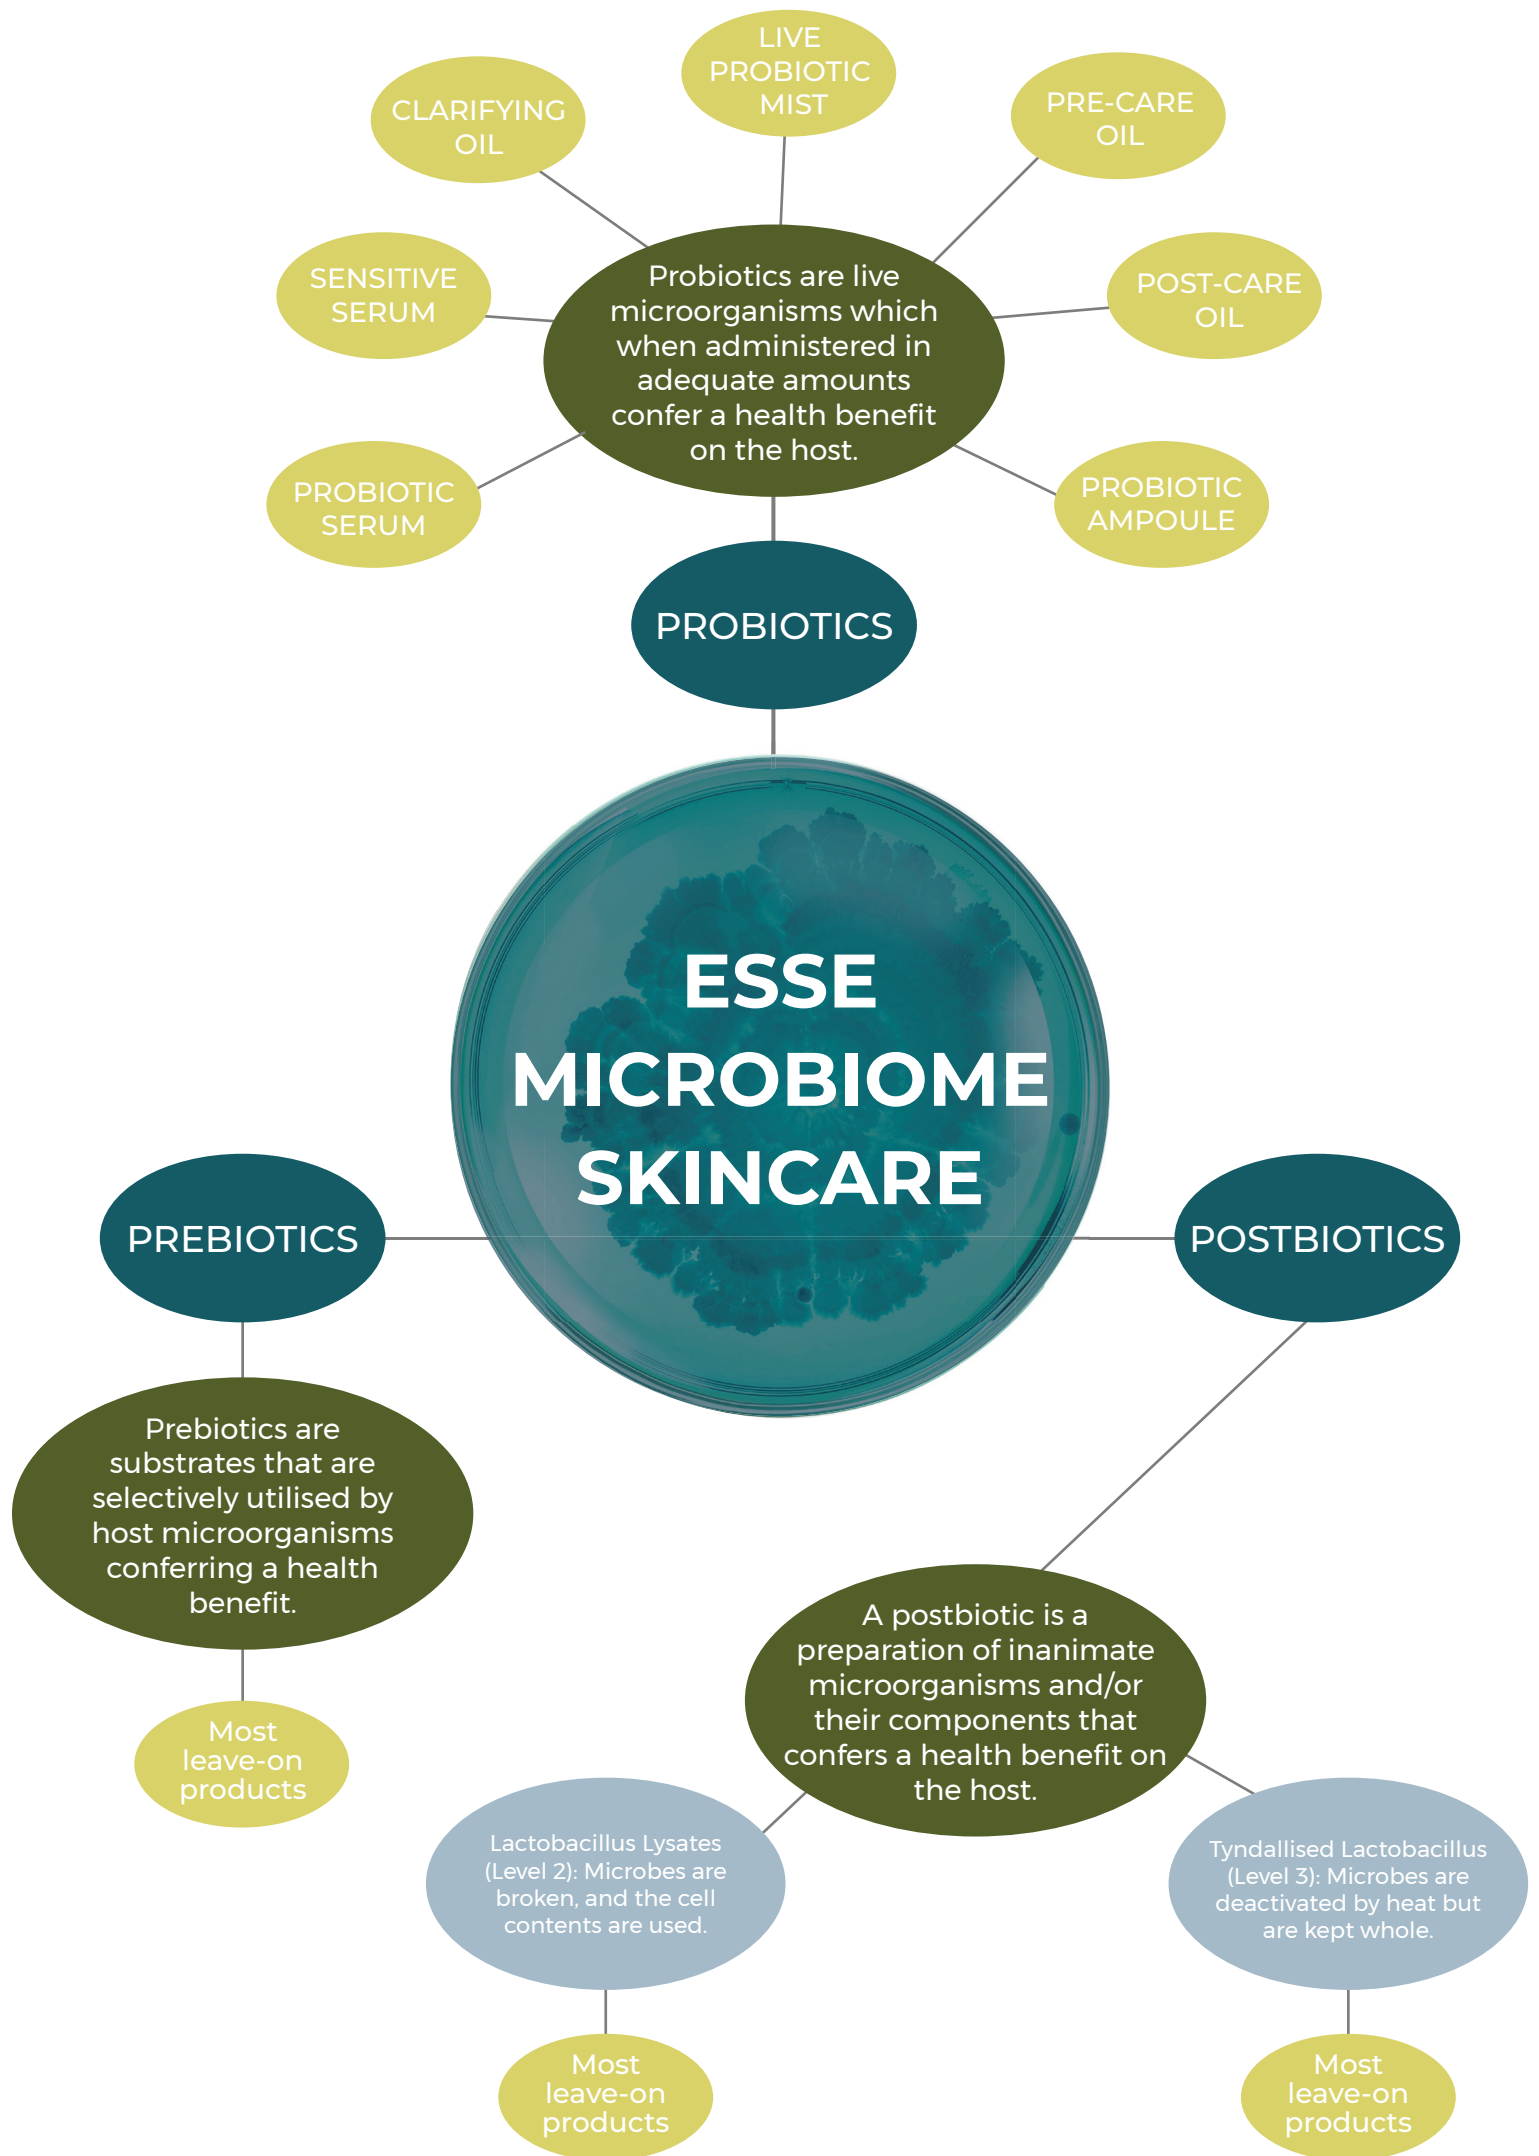 LIVE
PROBIOTIC
MIST
CLARIFYING
OIL
PRE-CARE
OIL
SENSITIVE
SERUM
POST-CARE
OIL
Probiotics are live
microorganisms which
when administered in
adequate amounts
confer a health benefit
on the host.
PROBIOTIC
SERUM
PROBIOTIC
AMPOULE
PROBIOTICS
ESSE
MICROBIOME
SKINCARE
PREBIOTICS
POSTBIOTICS
Prebiotics are
substrates that are
selectively utilised by
host microorganisms
conferring a health
benefit.
Most
leave-on
products
A postbiotic is a
preparation of inanimate
microorganisms and/or
their components that
confers a health benefit on
the host.
Lactobacillus Lysates
(Level 2): Microbes are
broken, and the cell
contents are used.
Tyndallised Lactobacillus
(Level 3): Microbes are
deactivated by heat but
are kept whole.
Most
leave-on
products
Most
leave-on
products